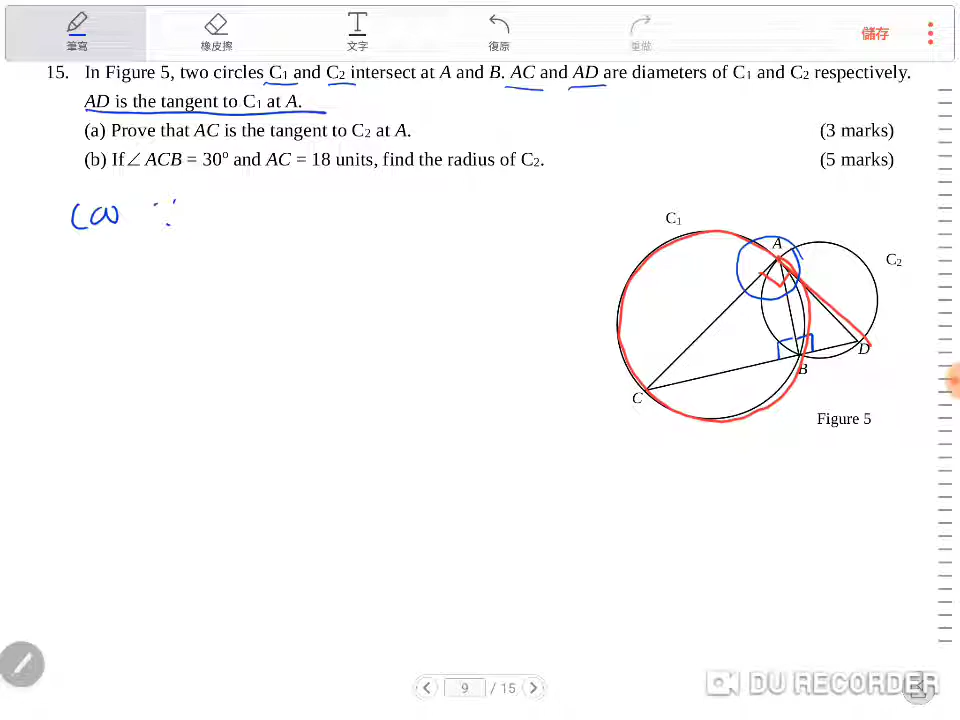 筆寫
橡皮擦
文字
復原
重做
儲存
15. In Figure 5, two circles C₁ and C₂ intersect at A and B. AC and AD are diameters of C₁ and C₂ respectively.
AD is the tangent to C₁ at A.
(a) Prove that AC is the tangent to C₂ at A.
(3 marks)
(b) If ∠ ACB = 30° and AC = 18 units, find the radius of C₂.
(5 marks)
(a) ∵
C₁
A
C₂
D
B
C
Figure 5
9 / 15
DU RECORDER